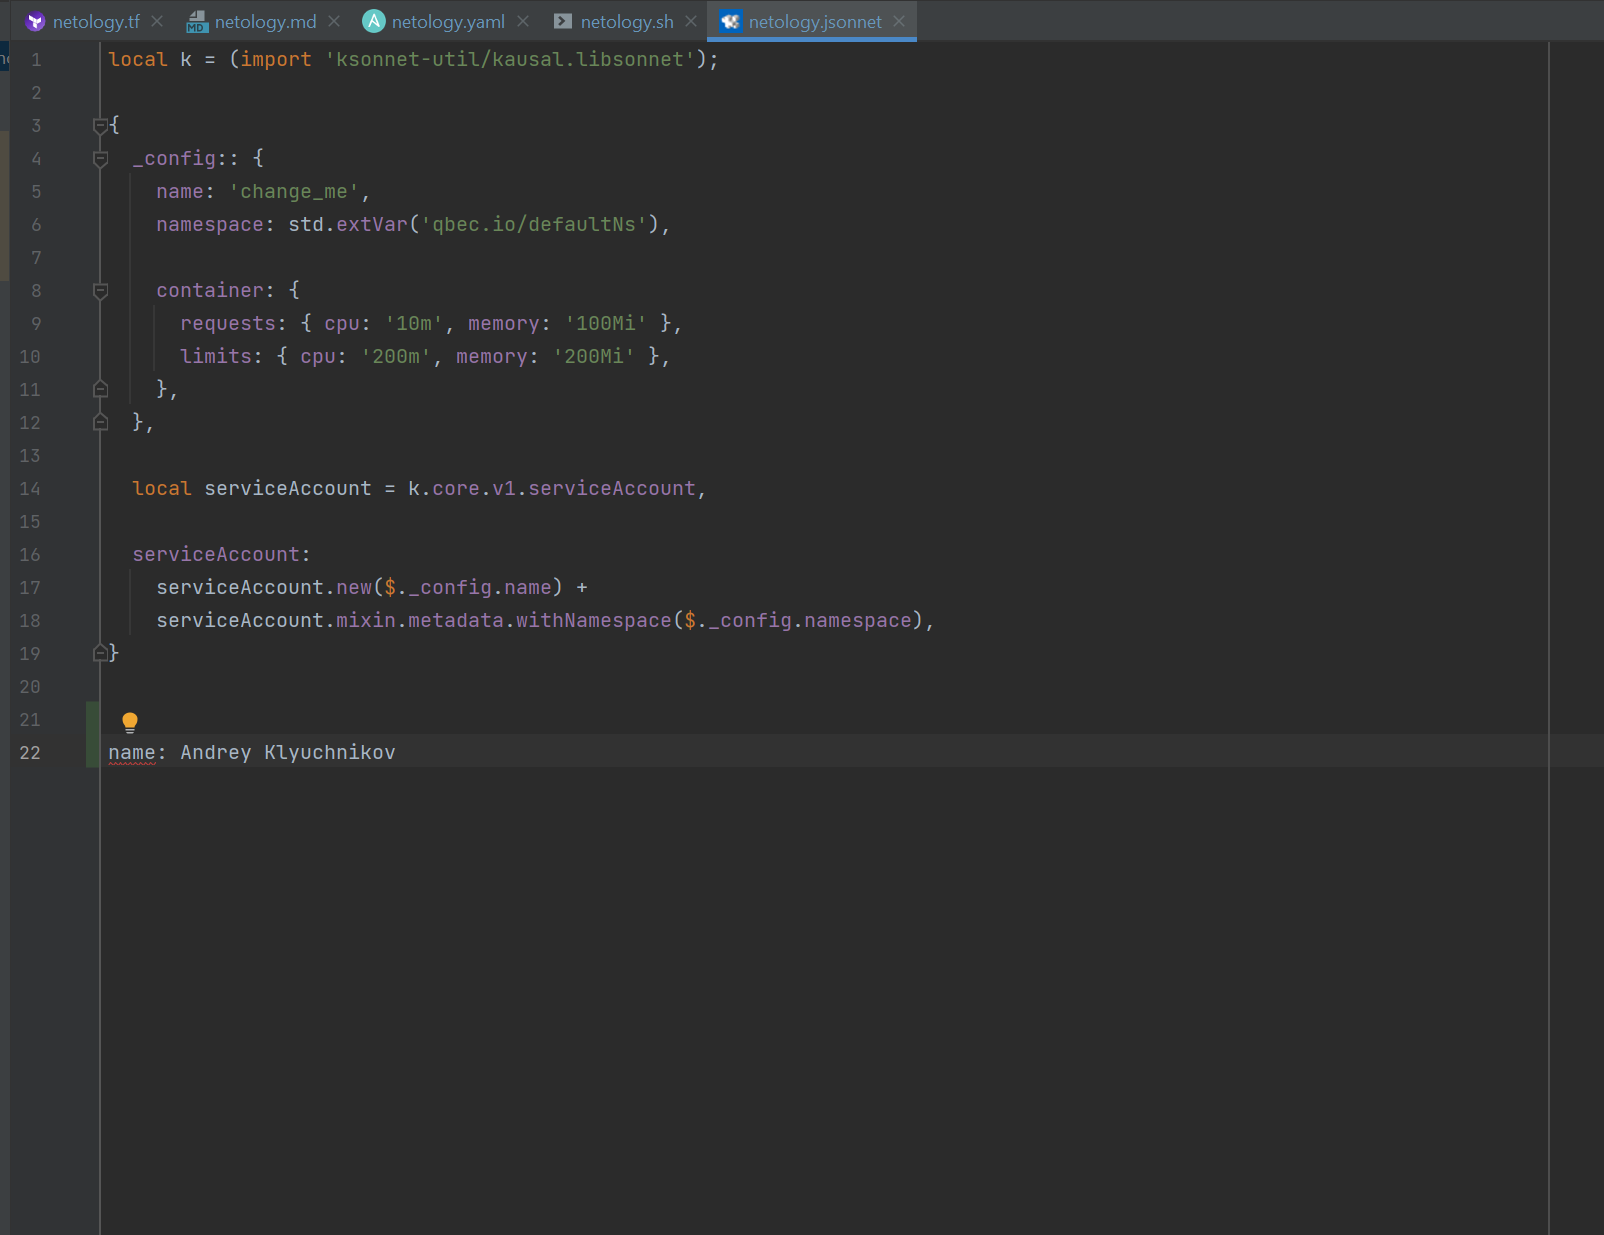 netology.tf netology.md netology.yaml netology.sh netology.jsonnet
1 local k = (import 'ksonnet-util/kausal.libsonnet');
2
3 {
4   _config:: {
5     name: 'change_me',
6     namespace: std.extVar('qbec.io/defaultNs'),
7
8     container: {
9       requests: { cpu: '10m', memory: '100Mi' },
10       limits: { cpu: '200m', memory: '200Mi' },
11     },
12   },
13
14   local serviceAccount = k.core.v1.serviceAccount,
15
16   serviceAccount:
17     serviceAccount.new($._config.name) +
18     serviceAccount.mixin.metadata.withNamespace($._config.namespace),
19 }
20
21
22 name: Andrey Klyuchnikov